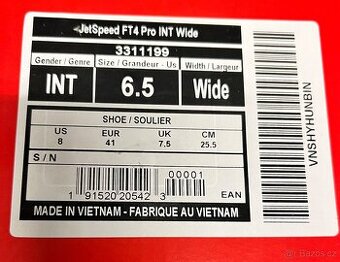 JetSpeed FT4 Pro INT Wide
3311199
Gender / Genre Size / Grandeur - Us Width / Largeur
INT 6.5 Wide
SHOE / SOULIER
US EUR UK CM
8 41 7.5 25.5
S / N
00001
1 91520 20542 3 EAN
MADE IN VIETNAM - FABRIQUE AU VIETNAM
VNSHYHUNBIN